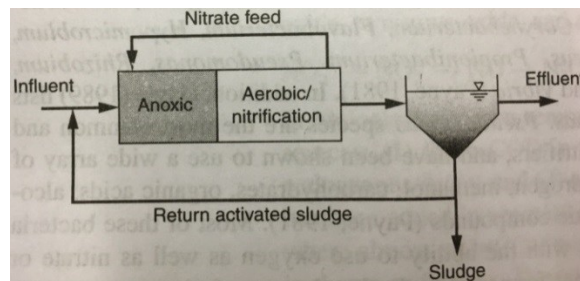 Nitrate feed
Influent
Effluen
Anoxic
Aerobic/
nitrification
Return activated sludge
Sludge